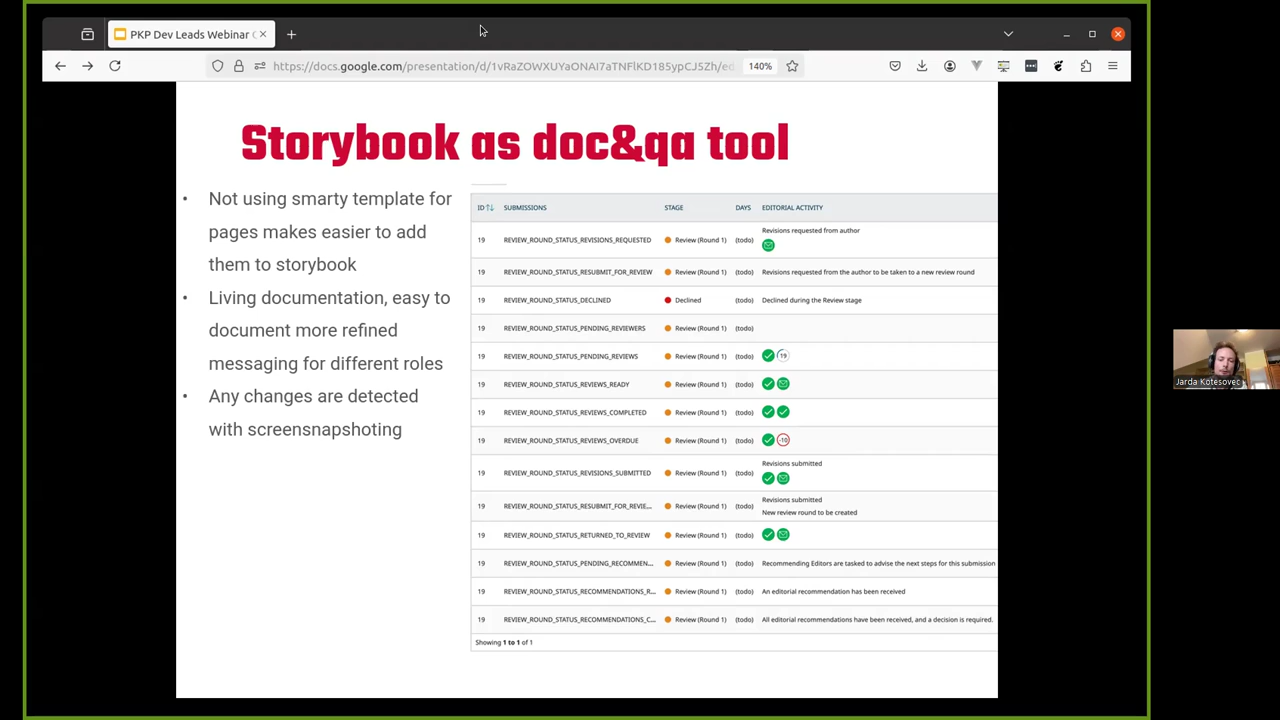 PKP Dev Leads Webinar
https://docs.google.com/presentation/d/1vRaZOWXUYaONAI7aTNFlKD185ypCJ5Zh/ed
140%
Storybook as doc&qa tool
• Not using smarty template for
pages makes easier to add
them to storybook
• Living documentation, easy to
document more refined
messaging for different roles
• Any changes are detected
with screensnapshoting
ID SUBMISSIONS STAGE DAYS EDITORIAL ACTIVITY
19 REVIEW_ROUND_STATUS_REVISIONS_REQUESTED Review (Round 1) (todo) Revisions requested from author
19 REVIEW_ROUND_STATUS_RESUBMIT_FOR_REVIEW Review (Round 1) (todo) Revisions requested from the author to be taken to a new review round
19 REVIEW_ROUND_STATUS_DECLINED Declined (todo) Declined during the Review stage
19 REVIEW_ROUND_STATUS_PENDING_REVIEWERS Review (Round 1) (todo)
19 REVIEW_ROUND_STATUS_PENDING_REVIEWS Review (Round 1) (todo) 19
19 REVIEW_ROUND_STATUS_REVIEWS_READY Review (Round 1) (todo)
19 REVIEW_ROUND_STATUS_REVIEWS_COMPLETED Review (Round 1) (todo)
19 REVIEW_ROUND_STATUS_REVIEWS_OVERDUE Review (Round 1) (todo) -10
19 REVIEW_ROUND_STATUS_REVISIONS_SUBMITTED Review (Round 1) (todo) Revisions submitted
19 REVIEW_ROUND_STATUS_RESUBMIT_FOR_REVIE... Review (Round 1) (todo) Revisions submitted
New review round to be created
19 REVIEW_ROUND_STATUS_RETURNED_TO_REVIEW Review (Round 1) (todo)
19 REVIEW_ROUND_STATUS_PENDING_RECOMMEN... Review (Round 1) (todo) Recommending Editors are tasked to advise the next steps for this submission
19 REVIEW_ROUND_STATUS_RECOMMENDATIONS_R... Review (Round 1) (todo) An editorial recommendation has been received
19 REVIEW_ROUND_STATUS_RECOMMENDATIONS_C... Review (Round 1) (todo) All editorial recommendations have been received, and a decision is required.
Showing 1 to 1 of 1
Jarda Kotesovec